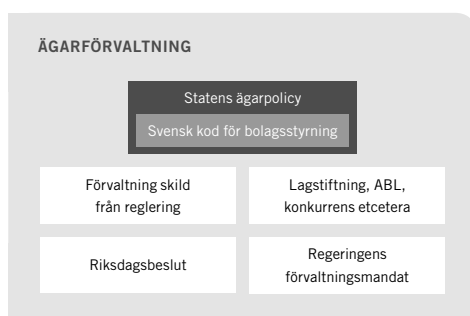 ÄGARFÖRVALTNING
Statens ägarpolicy
Svensk kod för bolagsstyrning
Förvaltning skild
från reglering
Lagstiftning, ABL,
konkurrens etcetera
Riksdagsbeslut
Regeringens
förvaltningsmandat